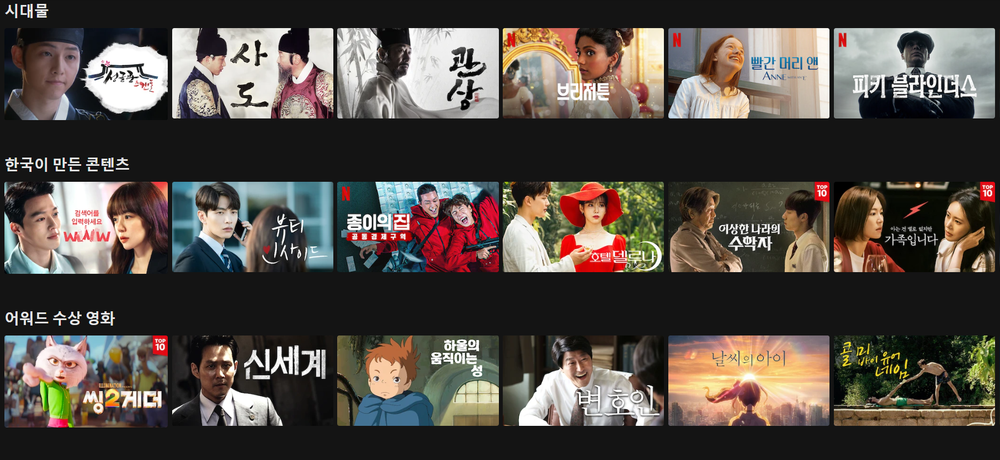 시대물
성균관
스캔들
사
도
관
상
N
브리저튼
N
빨간 머리 앤
ANNE WITH AN 'E'
N
피키 블라인더스
한국이 만든 콘텐츠
검색어를
입력하세요
WWW
뷰티
인사이드
N
종이의 집
공동경제구역
호텔 델루나
TOP
10
이상한 나라의
수학자
TOP
10
아는 건 별로 없지만
가족입니다
어워드 수상 영화
TOP
10
ILLUMINATION PRESENTS
씽2게더
신세계
하울의
움직이는
성
변호인
날씨의 아이
콜 미
바이 유어
네임